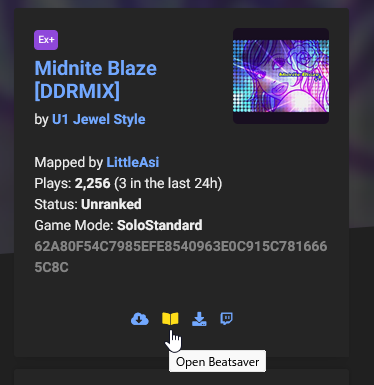 Ex+
Midnite Blaze
[DDRMIX]
by U1 Jewel Style
Mapped by LittleAsi
Plays: 2,256 (3 in the last 24h)
Status: Unranked
Game Mode: SoloStandard
62A80F54C7985EFE8540963E0C915C781666
5C8C
Open Beatsaver